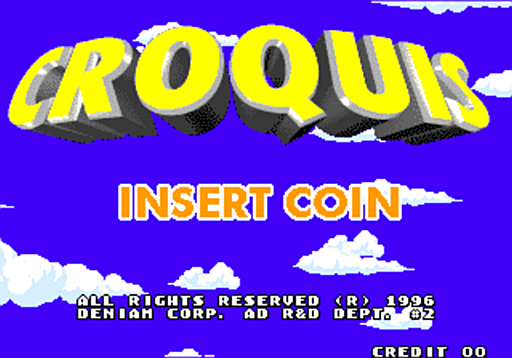 CROQUIS
INSERT COIN
ALL RIGHTS RESERVED (R) 1996
DENIAM CORP. AD R&D DEPT. #2
CREDIT 00